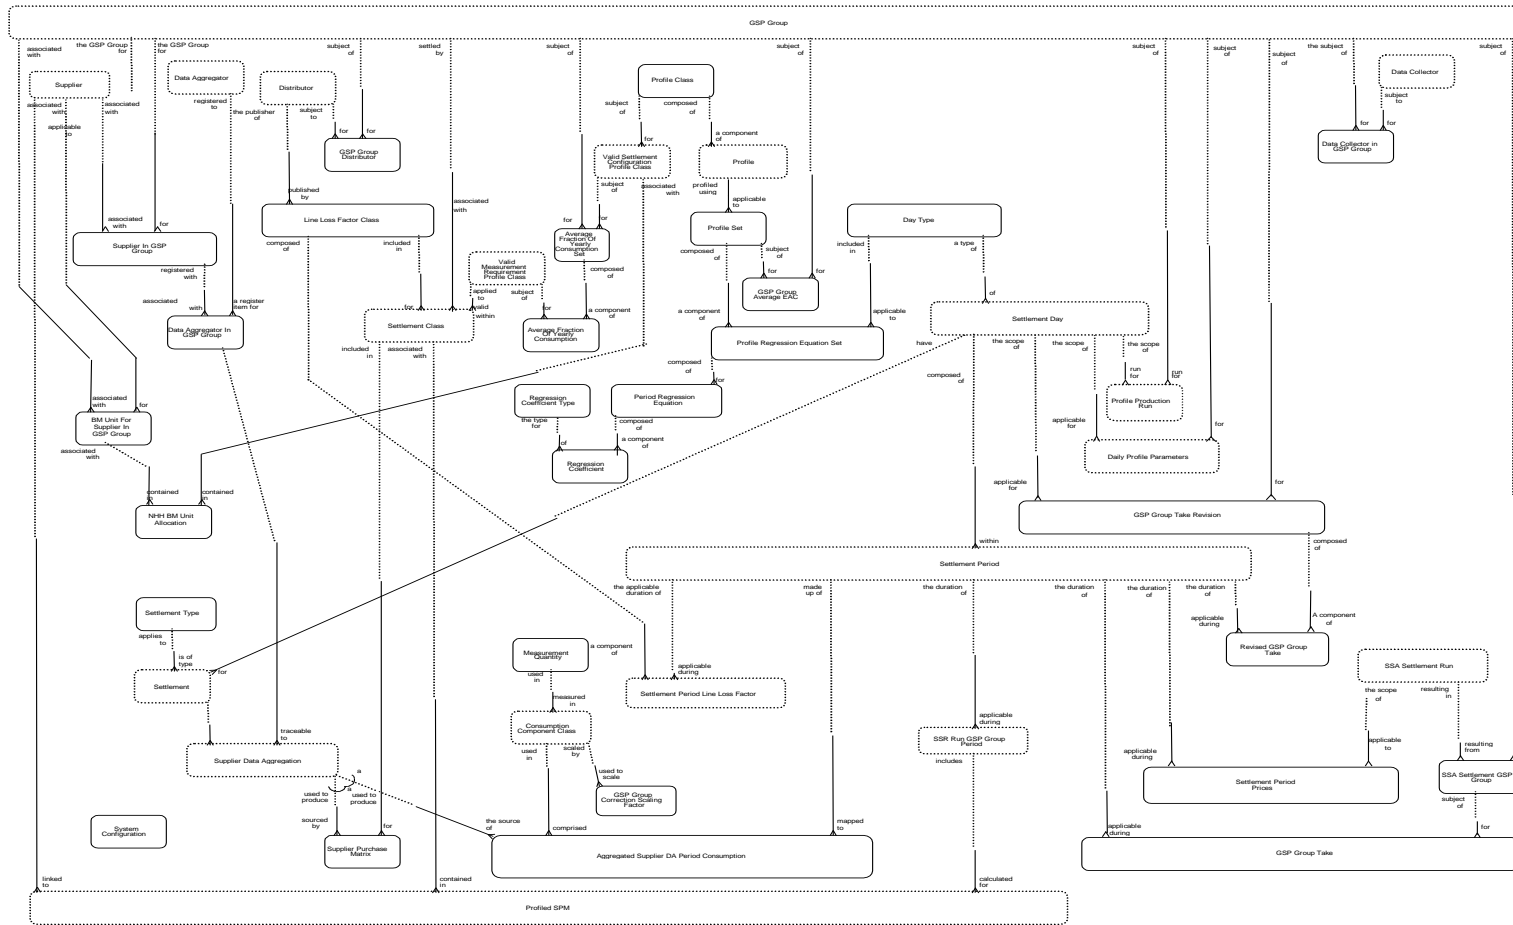 GSP Group
associated
with
the GSP Group
for
the GSP Group
for
subject
of
settled
by
subject
of
subject
of
subject
of
subject
of
subject
of
the subject
of
subject
of
Supplier
Data Aggregator
Distributor
Profile Class
Data Collector
associated
with
associated
with
applicable
to
registered
to
the publisher
of
subject
to
subject
of
composed
of
subject
to
for
for
GSP Group
Distributor
for
a component
of
for
for
Data Collector in
GSP Group
Valid Settlement
Configuration
Profile Class
Profile
published
by
subject
of
associated
with
profiled
using
applicable
to
associated
with
associated
with
for
Line Loss Factor Class
for
for
Profile Set
Day Type
Supplier In GSP
Group
composed
of
included
in
Average
Fraction Of
Yearly
Consumption
Set
composed
of
subject
of
included
in
a type
of
registered
with
Valid
Measurement
Requirement
Profile Class
composed
of
for
for
GSP Group
Average EAC
associated
with
a register
item for
applied
to
subject
of
valid
within
for
for
a component
of
a component
of
applicable
to
of
Data Aggregator In
GSP Group
Settlement Class
Average Fraction
Of Yearly
Consumption
Profile Regression Equation Set
Settlement Day
included
in
associated
with
have
composed
of
the scope
of
the scope
of
the scope
of
composed
of
for
run
for
run
for
associated
with
for
Regression
Coefficient Type
Period Regression
Equation
Profile Production
Run
BM Unit For
Supplier In
GSP Group
the type
for
composed
of
applicable
for
for
associated
with
of
a component
of
Regression
Coefficient
Daily Profile Parameters
contained
in
contained
in
applicable
for
for
NHH BM Unit
Allocation
GSP Group Take Revision
within
composed
of
Settlement Period
the applicable
duration of
made
up of
the duration
of
the duration
of
the duration
of
the duration
of
Settlement Type
applicable
during
A component
of
applies
to
Measurement
Quantity
a component
of
Revised GSP Group
Take
is of
type
for
used
in
applicable
during
SSA Settlement Run
Settlement
measured
in
Settlement Period Line Loss Factor
the scope
of
resulting
in
Consumption
Component Class
applicable
during
traceable
to
used
in
scaled
by
SSR Run GSP Group
Period
applicable
during
applicable
to
resulting
from
Supplier Data Aggregation
includes
a
a
used to
produce
used to
produce
used to
scale
GSP Group
Correction Scaling
Factor
Settlement Period
Prices
SSA Settlement GSP
Group
subject
of
System
Configuration
sourced
by
for
the source
of
comprised
mapped
to
applicable
during
for
Supplier Purchase
Matrix
Aggregated Supplier DA Period Consumption
GSP Group Take
linked
to
contained
in
calculated
for
Profiled SPM